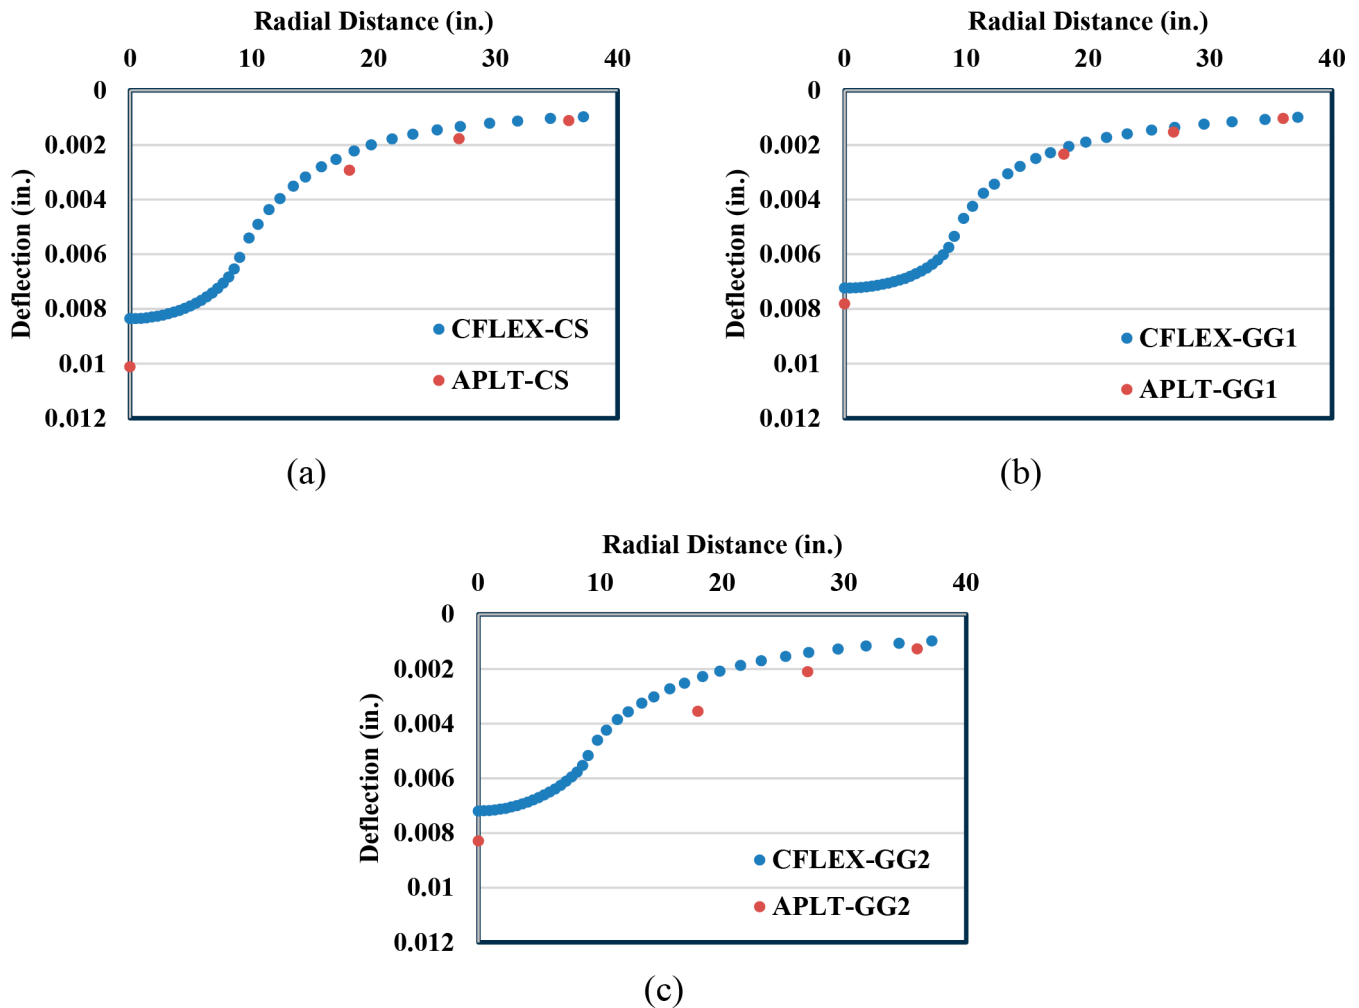 Radial Distance (in.)
0 10 20 30 40
0
0.002
0.004
0.006
0.008
0.01
0.012
Deflection (in.)
CFLEX-CS
APLT-CS
(a)
Radial Distance (in.)
0 10 20 30 40
0
0.002
0.004
0.006
0.008
0.01
0.012
Deflection (in.)
CFLEX-GG1
APLT-GG1
(b)
Radial Distance (in.)
0 10 20 30 40
0
0.002
0.004
0.006
0.008
0.01
0.012
Deflection (in.)
CFLEX-GG2
APLT-GG2
(c)